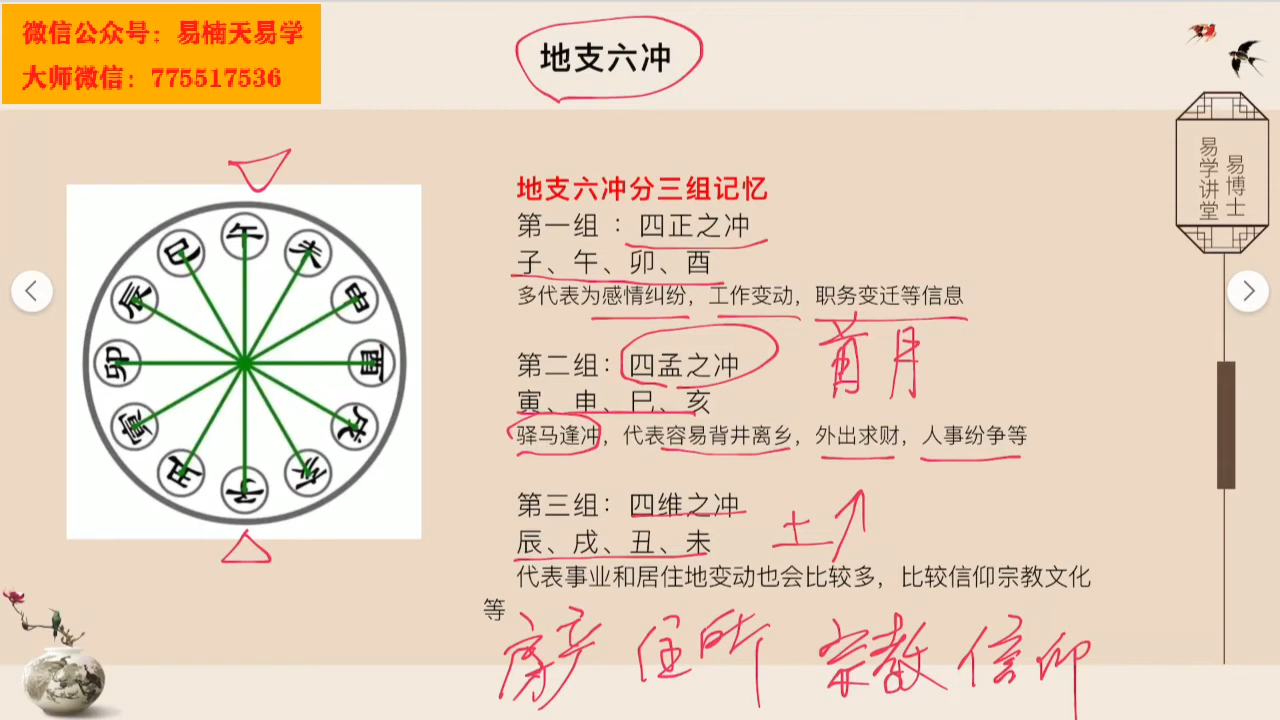 微信公众号：易楠天易学
大师微信：775517536
地支六冲
易博士
易学讲堂
午
未
申
酉
戌
亥
子
丑
寅
卯
辰
巳
地支六冲分三组记忆
第一组 ：四正之冲
子、午、卯、酉
多代表为感情纠纷，工作变动，职务变迁等信息
第二组：四孟之冲
首月
寅、申、巳、亥
驿马逢冲，代表容易背井离乡，外出求财，人事纷争等
第三组：四维之冲
辰、戌、丑、未
土
代表事业和居住地变动也会比较多，比较信仰宗教文化
等
房产 住所 宗教信仰